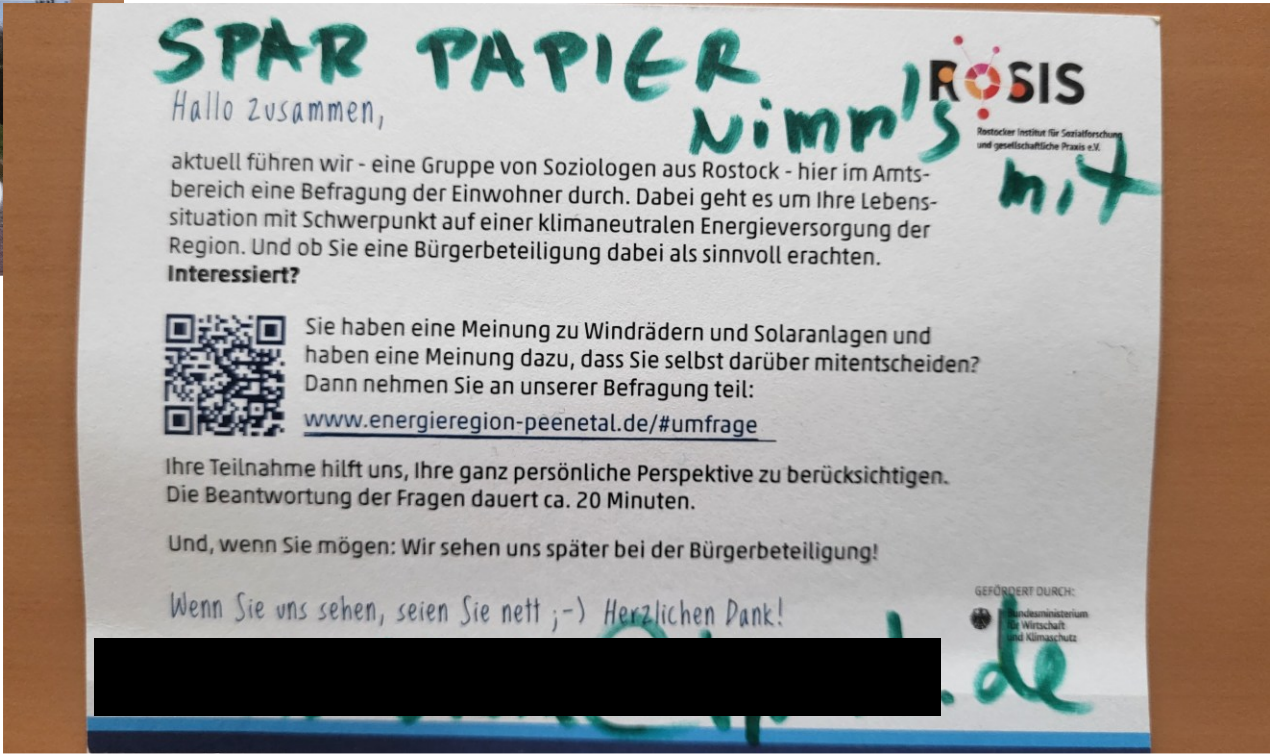 SPAR PAPIER
Nimm's
mit
ROSIS
Rostocker Institut für Sozialforschung
und gesellschaftliche Praxis e.V.
Hallo zusammen,
aktuell führen wir - eine Gruppe von Soziologen aus Rostock - hier im Amts-
bereich eine Befragung der Einwohner durch. Dabei geht es um Ihre Lebens-
situation mit Schwerpunkt auf einer klimaneutralen Energieversorgung der
Region. Und ob Sie eine Bürgerbeteiligung dabei als sinnvoll erachten.
Interessiert?
Sie haben eine Meinung zu Windrädern und Solaranlagen und
haben eine Meinung dazu, dass Sie selbst darüber mitentscheiden?
Dann nehmen Sie an unserer Befragung teil:
www.energieregion-peenetal.de/#umfrage
Ihre Teilnahme hilft uns, Ihre ganz persönliche Perspektive zu berücksichtigen.
Die Beantwortung der Fragen dauert ca. 20 Minuten.
Und, wenn Sie mögen: Wir sehen uns später bei der Bürgerbeteiligung!
Wenn Sie uns sehen, seien Sie nett ;-) Herzlichen Dank!
GEFÖRDERT DURCH:
Bundesministerium
für Wirtschaft
und Klimaschutz
.de